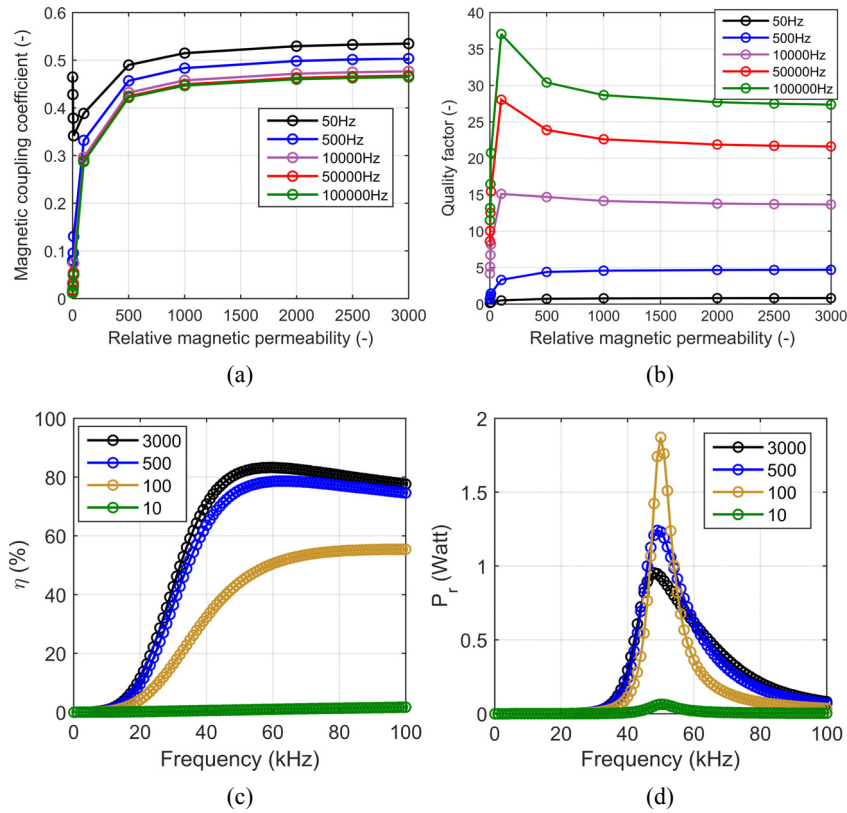 0.6
0.5
0.4
0.3
0.2
0.1
0
Magnetic coupling coefficient (-)
50Hz
500Hz
10000Hz
50000Hz
100000Hz
0 500 1000 1500 2000 2500 3000
Relative magnetic permeability (-)
(a)
40
35
30
25
20
15
10
5
0
Quality factor (-)
50Hz
500Hz
10000Hz
50000Hz
100000Hz
0 500 1000 1500 2000 2500 3000
Relative magnetic permeability (-)
(b)
100
80
60
40
20
0
η (%)
3000
500
100
10
0 20 40 60 80 100
Frequency (kHz)
(c)
2
1.5
1
0.5
0
P_r (Watt)
3000
500
100
10
0 20 40 60 80 100
Frequency (kHz)
(d)